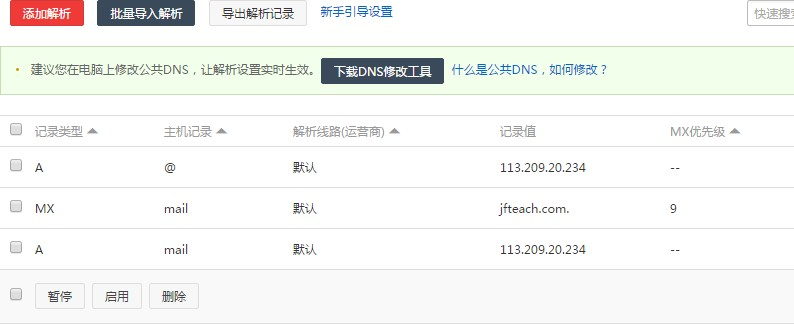 添加解析 批量导入解析 导出解析记录 新手引导设置 快速搜索
• 建议您在电脑上修改公共DNS，让解析设置实时生效。 下载DNS修改工具 什么是公共DNS，如何修改？
记录类型 主机记录 解析线路(运营商) 记录值 MX优先级
A @ 默认 113.209.20.234 --
MX mail 默认 jfteach.com. 9
A mail 默认 113.209.20.234 --
暂停 启用 删除